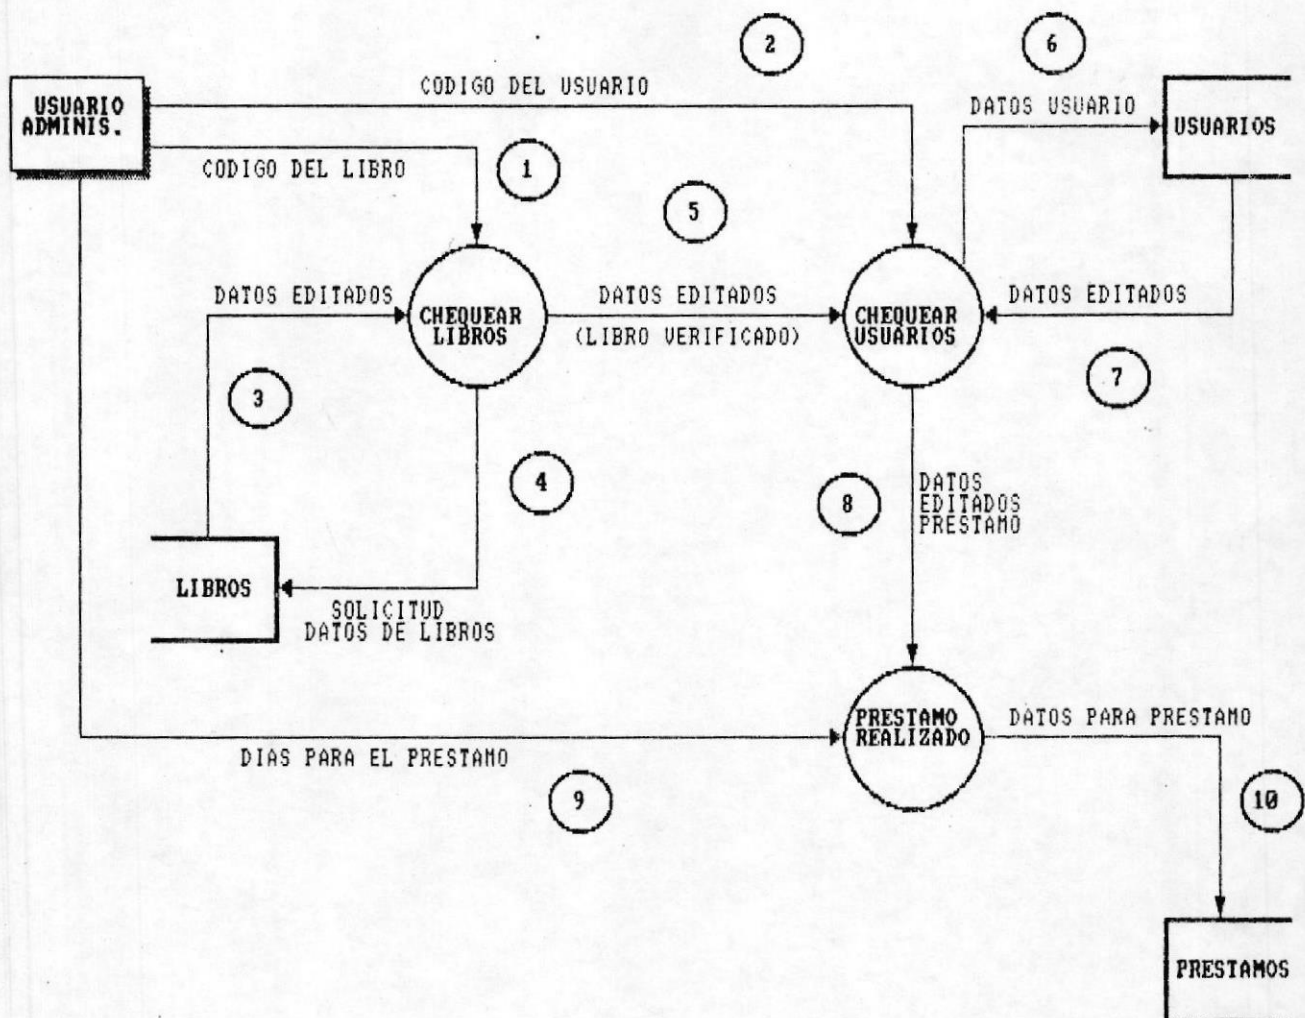 2
6
USUARIO
ADMINIS.
CODIGO DEL USUARIO
DATOS USUARIO
USUARIOS
CODIGO DEL LIBRO
1
5
DATOS EDITADOS
CHEQUEAR
LIBROS
DATOS EDITADOS
(LIBRO VERIFICADO)
CHEQUEAR
USUARIOS
DATOS EDITADOS
3
7
4
8
DATOS
EDITADOS
PRESTAMO
LIBROS
SOLICITUD
DATOS DE LIBROS
PRESTAMO
REALIZADO
DATOS PARA PRESTAMO
DIAS PARA EL PRESTAMO
9
10
PRESTAMOS